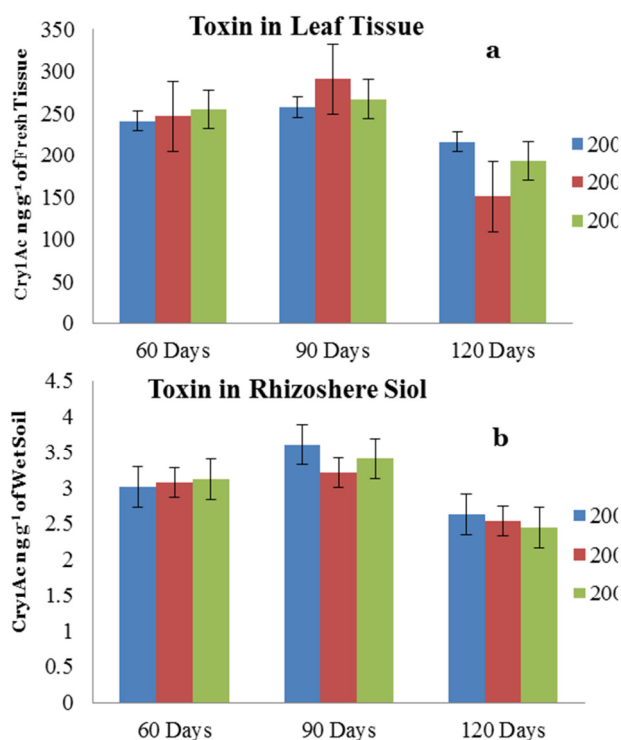 Toxin in Leaf Tissue
a
Cry1Ac ng g⁻¹ of Fresh Tissue
350
300
250
200
150
100
50
0
60 Days
90 Days
120 Days
200
200
200
Toxin in Rhizoshere Siol
b
Cry1Ac ng g⁻¹ of Wet Soil
4.5
4
3.5
3
2.5
2
1.5
1
0.5
0
60 Days
90 Days
120 Days
200
200
200